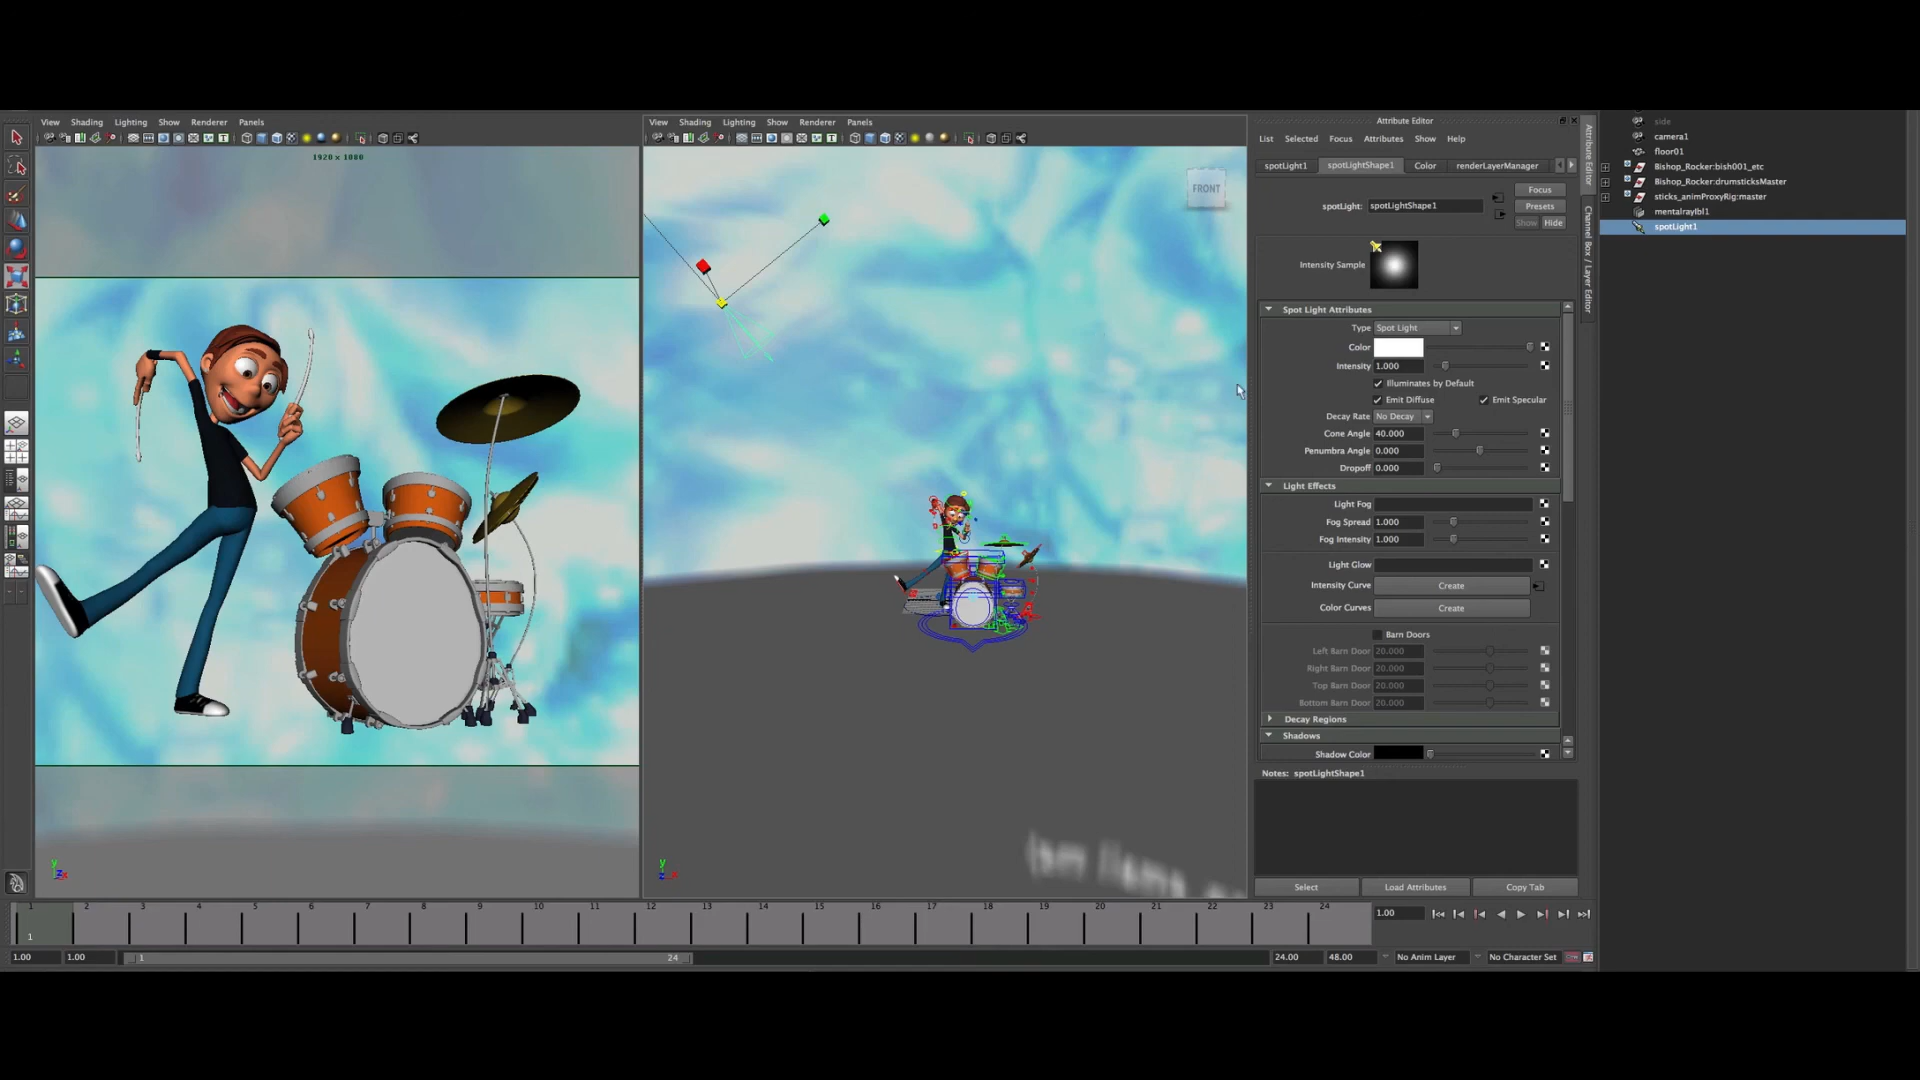 View Shading Lighting Show Renderer Panels
1920 x 1080
View Shading Lighting Show Renderer Panels
FRONT
Attribute Editor
List Selected Focus Attributes Show Help
spotLight1 spotLightShape1 Color renderLayerManager
Focus
spotLight: spotLightShape1 Presets
Show Hide
Intensity Sample
Spot Light Attributes
Type Spot Light
Color
Intensity 1.000
Illuminates by Default
Emit Diffuse Emit Specular
Decay Rate No Decay
Cone Angle 40.000
Penumbra Angle 0.000
Dropoff 0.000
Light Effects
Light Fog
Fog Spread 1.000
Fog Intensity 1.000
Light Glow
Intensity Curve Create
Color Curves Create
Barn Doors
Left Barn Door 20.000
Right Barn Door 20.000
Top Barn Door 20.000
Bottom Barn Door 20.000
Decay Regions
Shadows
Shadow Color
Notes: spotLightShape1
Select Load Attributes Copy Tab
Attribute Editor
Channel Box / Layer Editor
side
camera1
floor01
Bishop_Rocker:bish001_etc
Bishop_Rocker:drumsticksMaster
sticks_animProxyRig:master
mentalrayIbl1
spotLight1
y
z x
y
z x
1 2 3 4 5 6 7 8 9 10 11 12 13 14 15 16 17 18 19 20 21 22 23 24
1
1.00
1.00 1.00 1 24 24.00 48.00 No Anim Layer No Character Set